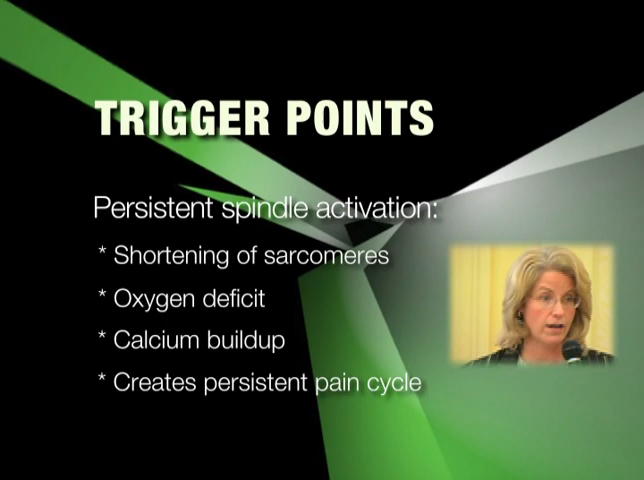 TRIGGER POINTS
Persistent spindle activation:
* Shortening of sarcomeres
* Oxygen deficit
* Calcium buildup
* Creates persistent pain cycle